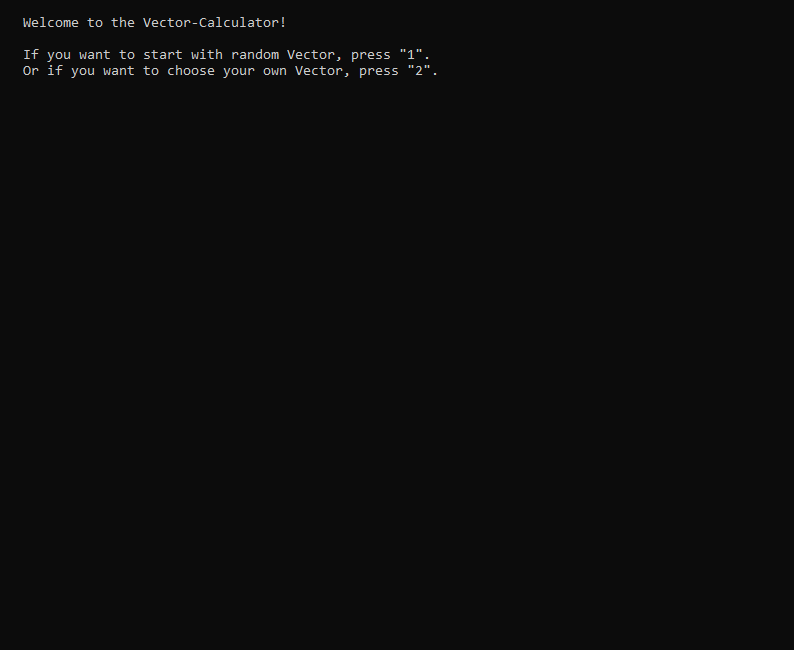 Welcome to the Vector-Calculator!
If you want to start with random Vector, press "1".
Or if you want to choose your own Vector, press "2".